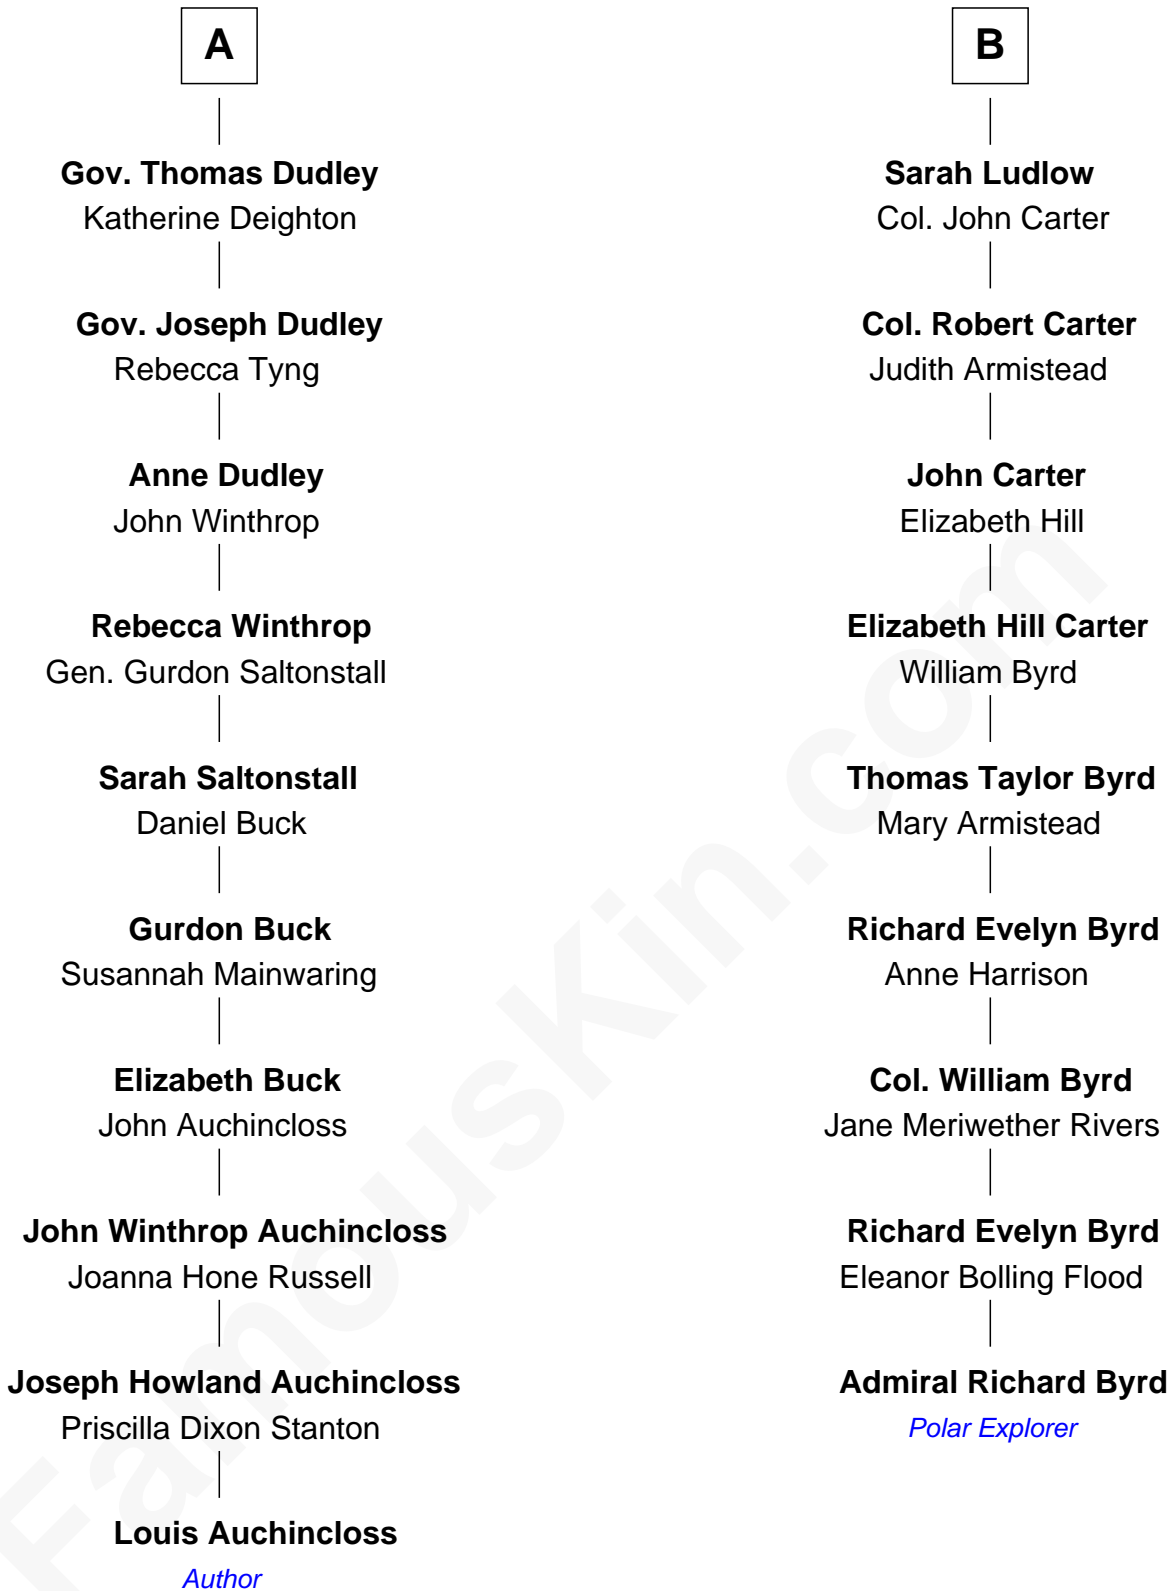 A
Gov. Thomas Dudley
Katherine Deighton
Gov. Joseph Dudley
Rebecca Tyng
Anne Dudley
John Winthrop
Rebecca Winthrop
Gen. Gurdon Saltonstall
Sarah Saltonstall
Daniel Buck
Gurdon Buck
Susannah Mainwaring
Elizabeth Buck
John Auchincloss
John Winthrop Auchincloss
Joanna Hone Russell
Joseph Howland Auchincloss
Priscilla Dixon Stanton
Louis Auchincloss
Author
B
Sarah Ludlow
Col. John Carter
Col. Robert Carter
Judith Armistead
John Carter
Elizabeth Hill
Elizabeth Hill Carter
William Byrd
Thomas Taylor Byrd
Mary Armistead
Richard Evelyn Byrd
Anne Harrison
Col. William Byrd
Jane Meriwether Rivers
Richard Evelyn Byrd
Eleanor Bolling Flood
Admiral Richard Byrd
Polar Explorer
FamousKin.com